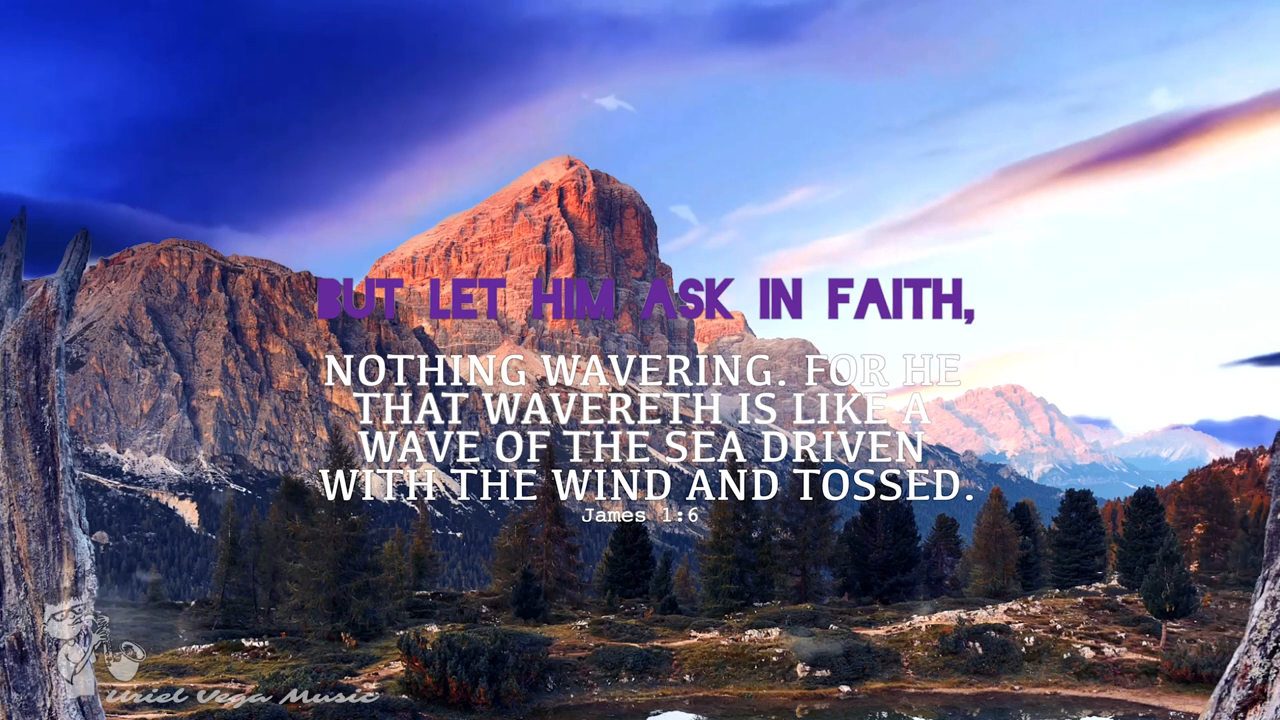 BUT LET HIM ASK IN FAITH,
NOTHING WAVERING. FOR HE
THAT WAVERETH IS LIKE A
WAVE OF THE SEA DRIVEN
WITH THE WIND AND TOSSED.
James 1:6
Uriel Vega Music